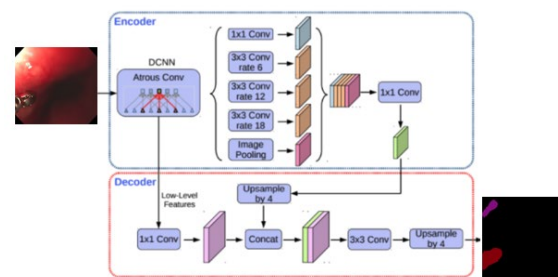 Encoder
DCNN
Atrous Conv
1x1 Conv
3x3 Conv
rate 6
3x3 Conv
rate 12
3x3 Conv
rate 18
Image
Pooling
1x1 Conv
Decoder
Low-Level
Features
Upsample
by 4
1x1 Conv
Concat
3x3 Conv
Upsample
by 4